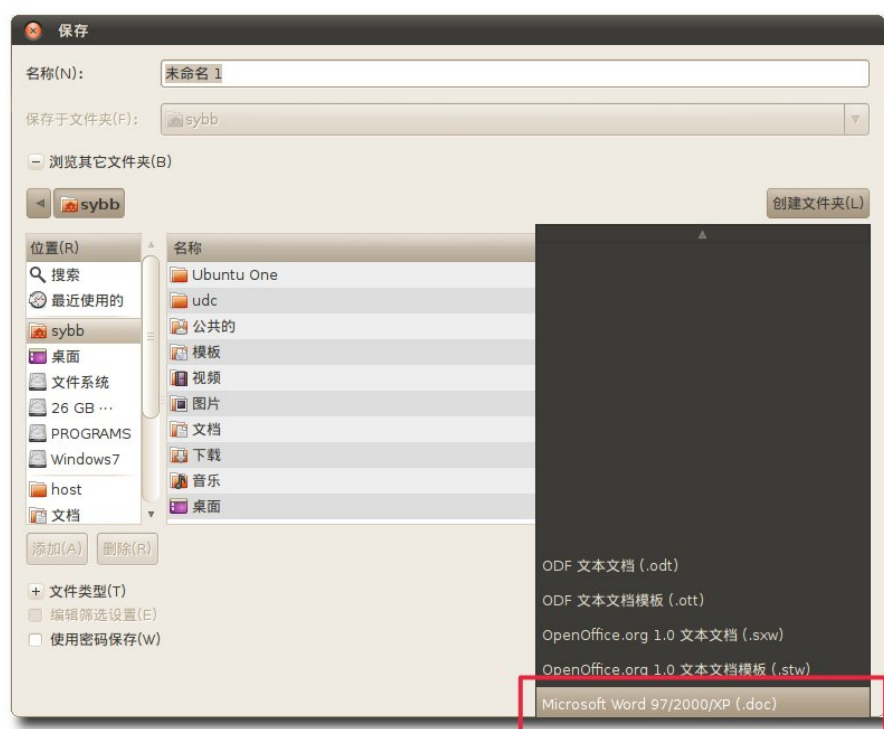 保存
名称(N):
未命名 1
保存于文件夹(F):
sybb
浏览其它文件夹(B)
sybb
创建文件夹(L)
位置(R)
搜索
最近使用的
sybb
桌面
文件系统
26 GB ···
PROGRAMS
Windows7
host
文档
名称
Ubuntu One
udc
公共的
模板
视频
图片
文档
下载
音乐
桌面
添加(A)
删除(R)
文件类型(T)
编辑筛选设置(E)
使用密码保存(W)
ODF 文本文档 (.odt)
ODF 文本文档模板 (.ott)
OpenOffice.org 1.0 文本文档 (.sxw)
OpenOffice.org 1.0 文本文档模板 (.stw)
Microsoft Word 97/2000/XP (.doc)